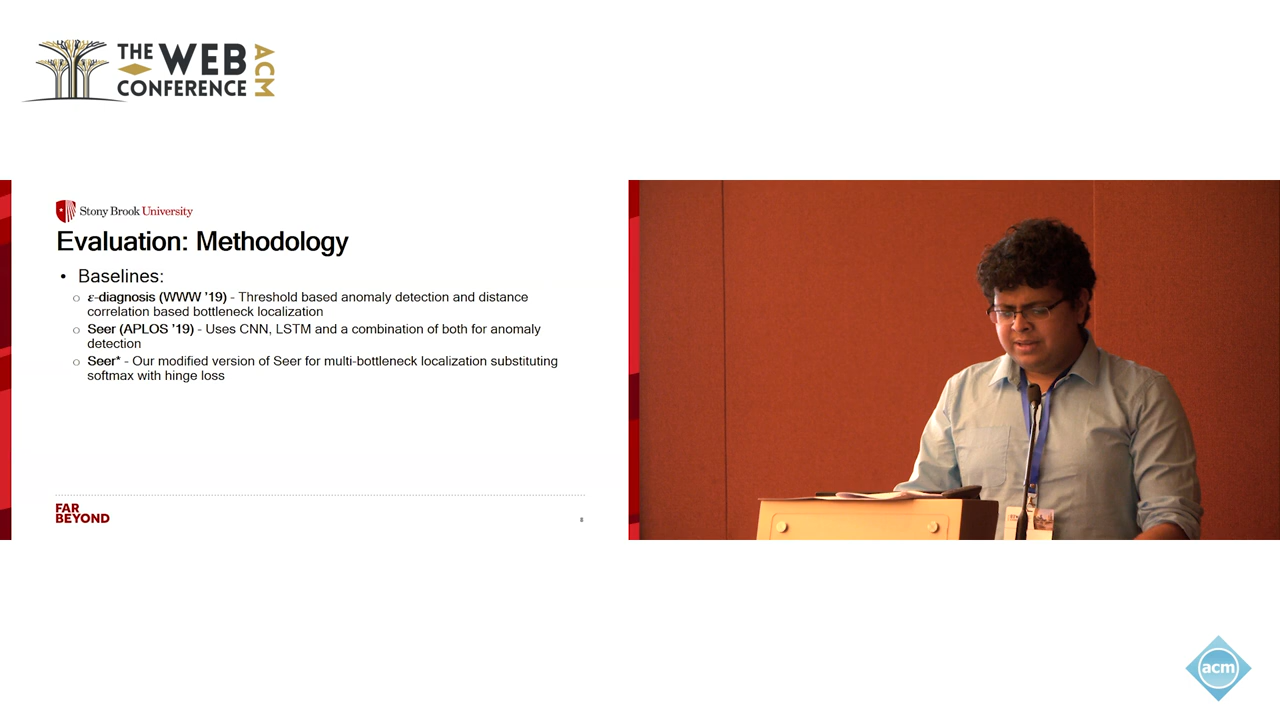 THE WEB
CONFERENCE
ACM
Stony Brook University
Evaluation: Methodology
• Baselines:
○ ε-diagnosis (WWW ’19) - Threshold based anomaly detection and distance
correlation based bottleneck localization
○ Seer (APLOS ’19) - Uses CNN, LSTM and a combination of both for anomaly
detection
○ Seer* - Our modified version of Seer for multi-bottleneck localization substituting
softmax with hinge loss
FAR
BEYOND
8
acm